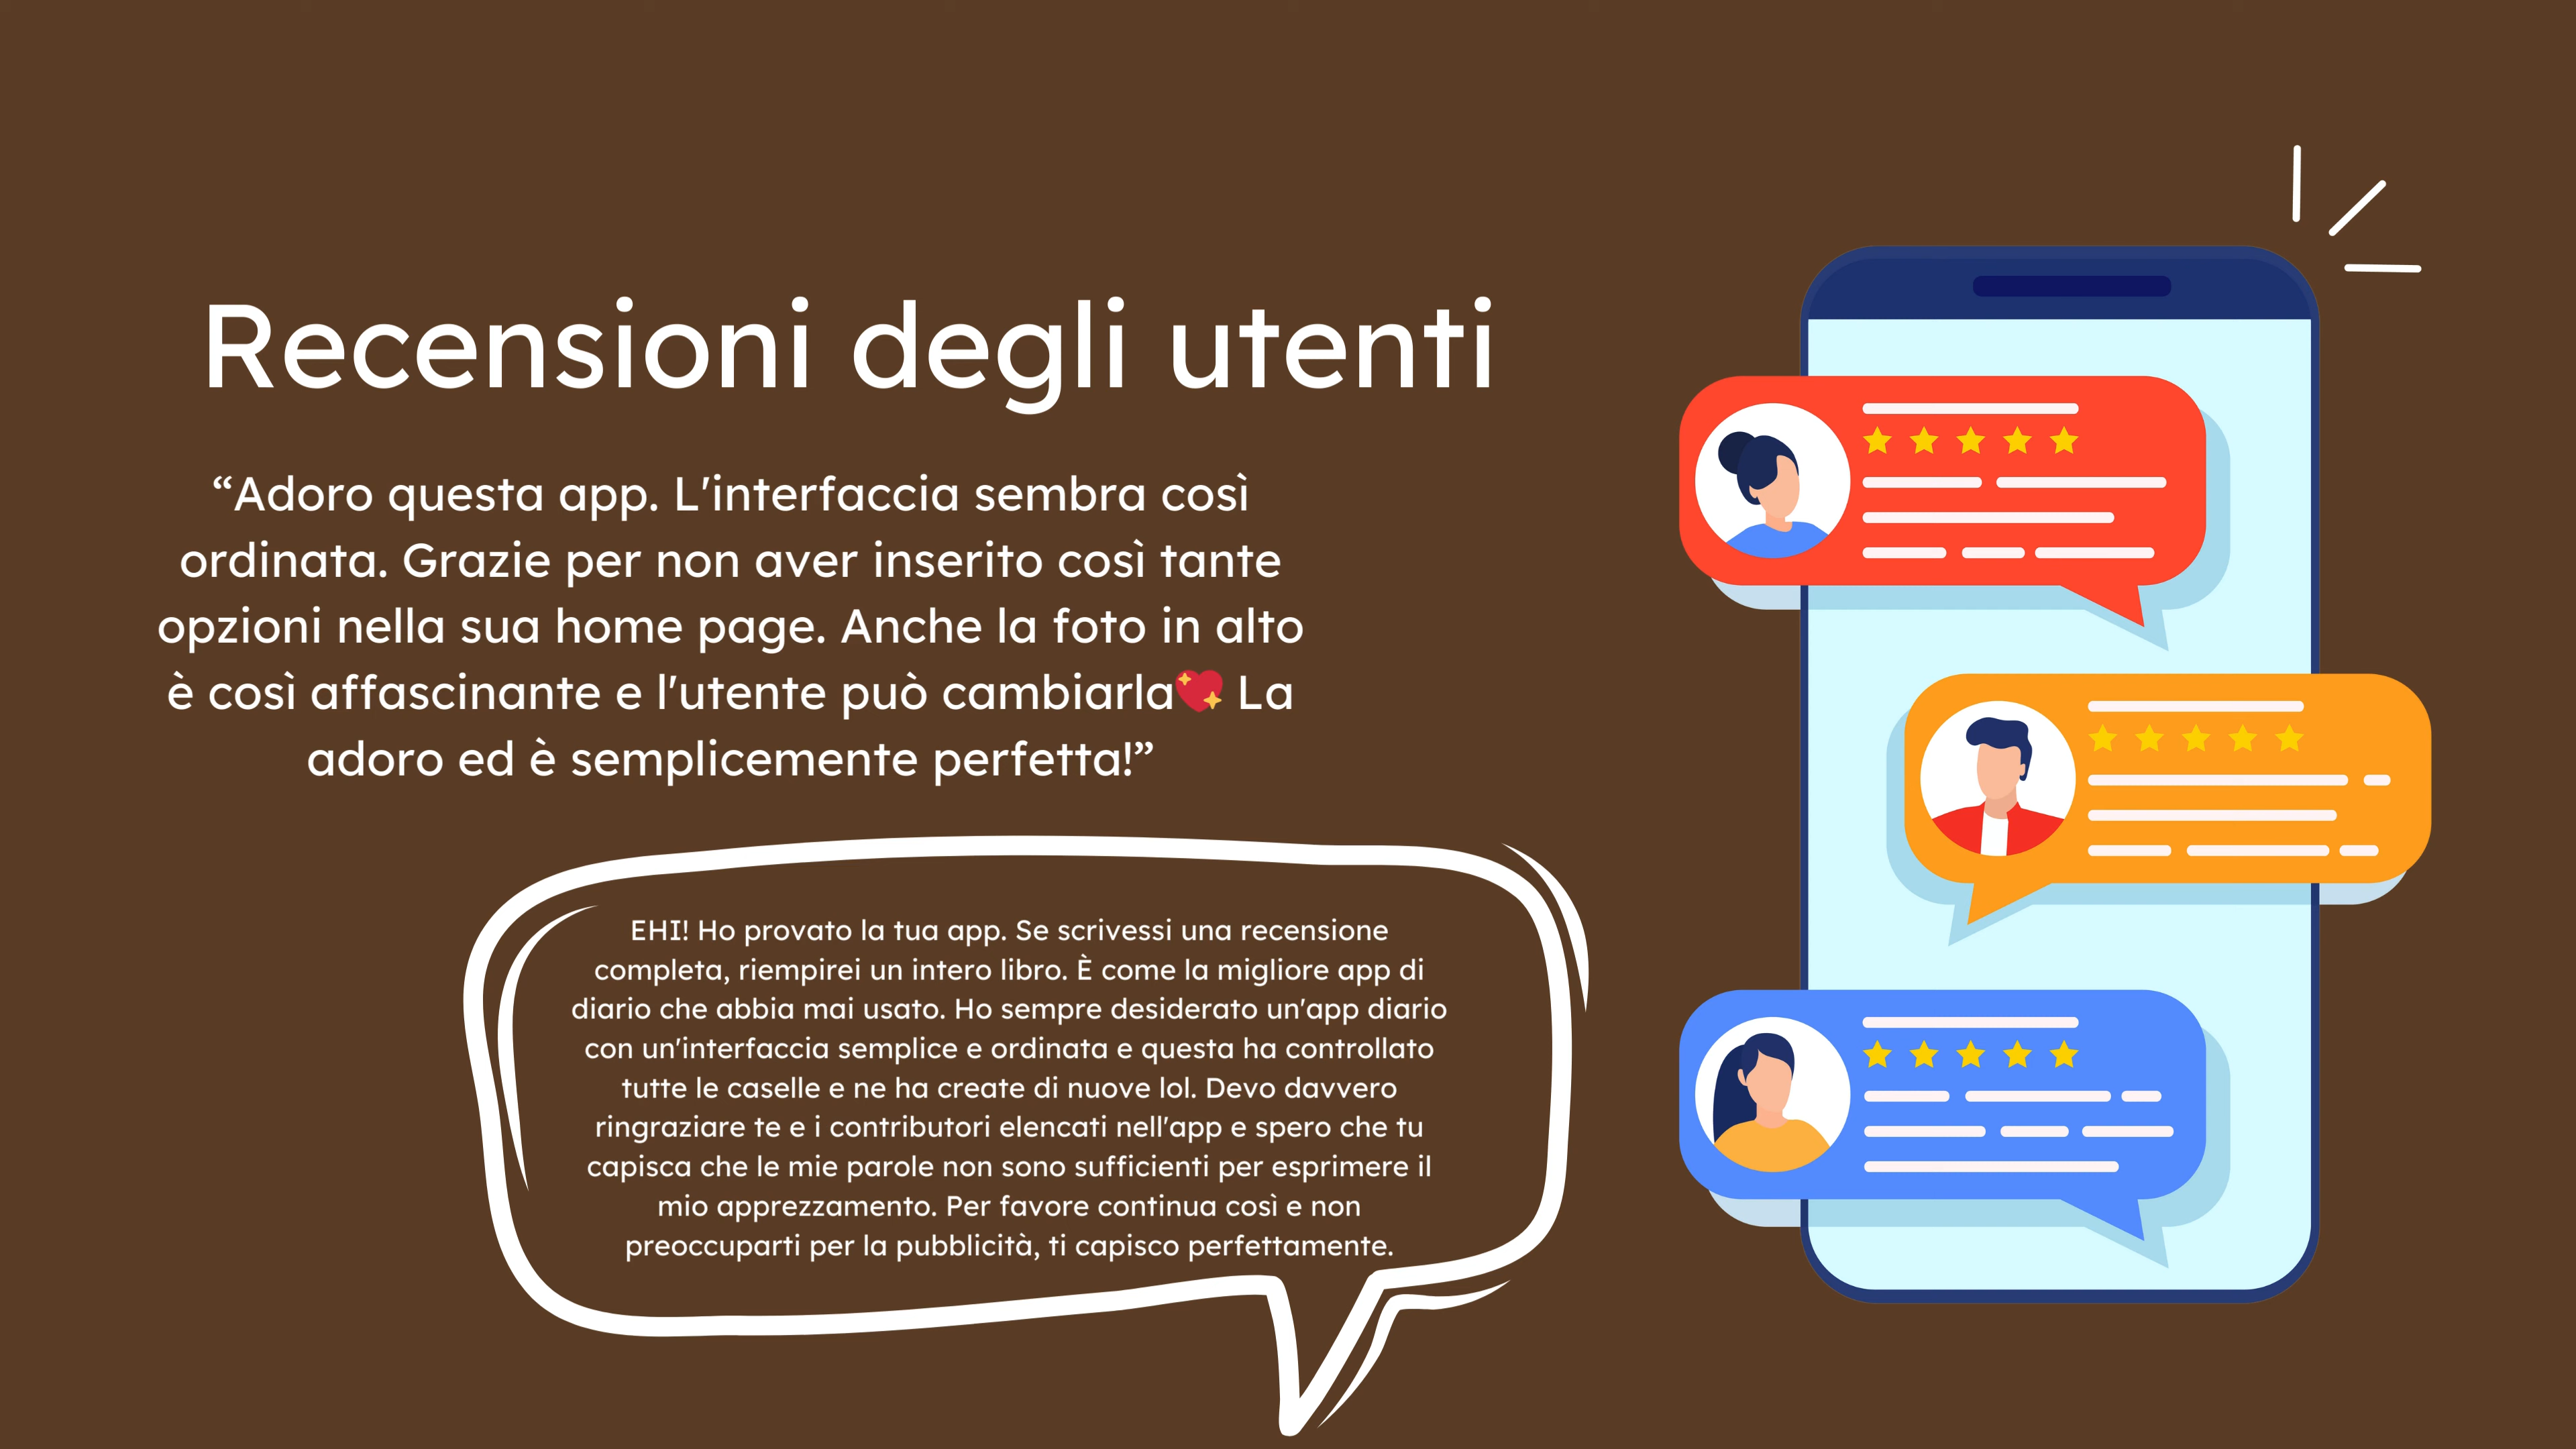 Recensioni degli utenti
“Adoro questa app. L'interfaccia sembra così
ordinata. Grazie per non aver inserito così tante
opzioni nella sua home page. Anche la foto in alto
è così affascinante e l'utente può cambiarla💖 La
adoro ed è semplicemente perfetta!”
EHI! Ho provato la tua app. Se scrivessi una recensione
completa, riempirei un intero libro. È come la migliore app di
diario che abbia mai usato. Ho sempre desiderato un'app diario
con un'interfaccia semplice e ordinata e questa ha controllato
tutte le caselle e ne ha create di nuove lol. Devo davvero
ringraziare te e i contributori elencati nell'app e spero che tu
capisca che le mie parole non sono sufficienti per esprimere il
mio apprezzamento. Per favore continua così e non
preoccuparti per la pubblicità, ti capisco perfettamente.